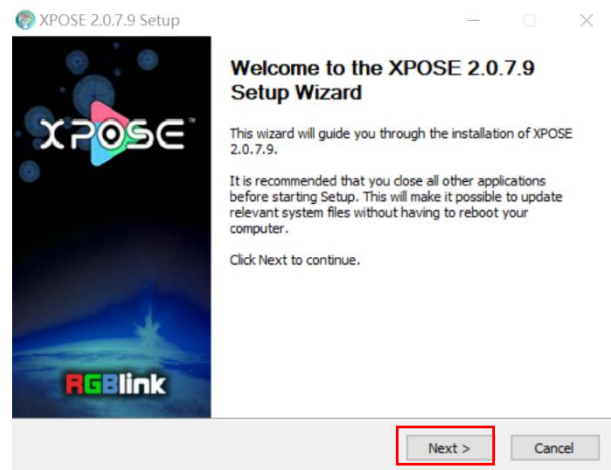 XPOSE 2.0.7.9 Setup
XPOSE™
Welcome to the XPOSE 2.0.7.9
Setup Wizard
This wizard will guide you through the installation of XPOSE
2.0.7.9.
It is recommended that you close all other applications
before starting Setup. This will make it possible to update
relevant system files without having to reboot your
computer.
Click Next to continue.
RGBlink
Next >
Cancel